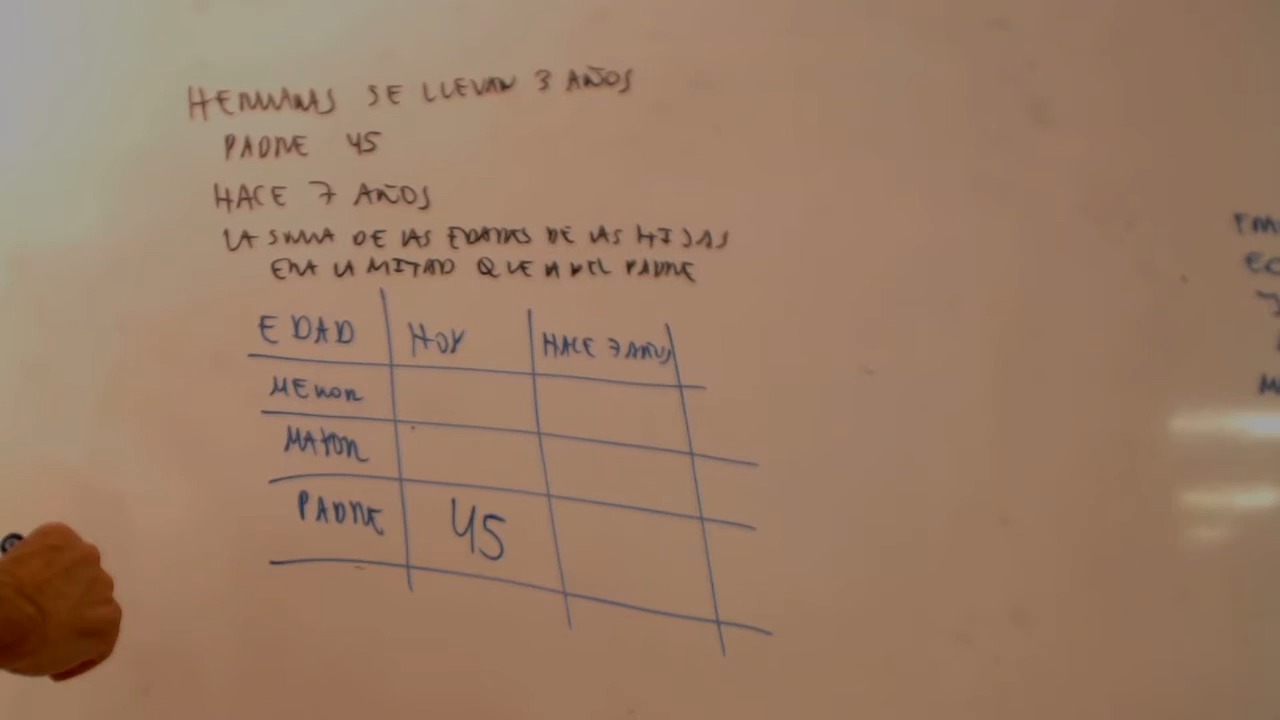 HERMANAS SE LLEVAN 3 AÑOS
PADRE 45
HACE 7 AÑOS
LA SUMA DE LAS EDADES DE LAS HIJAS
ERA LA MITAD QUE LA DEL PADRE
EDAD HOY HACE 7 AÑOS
MENOR
MAYOR
PADRE 45